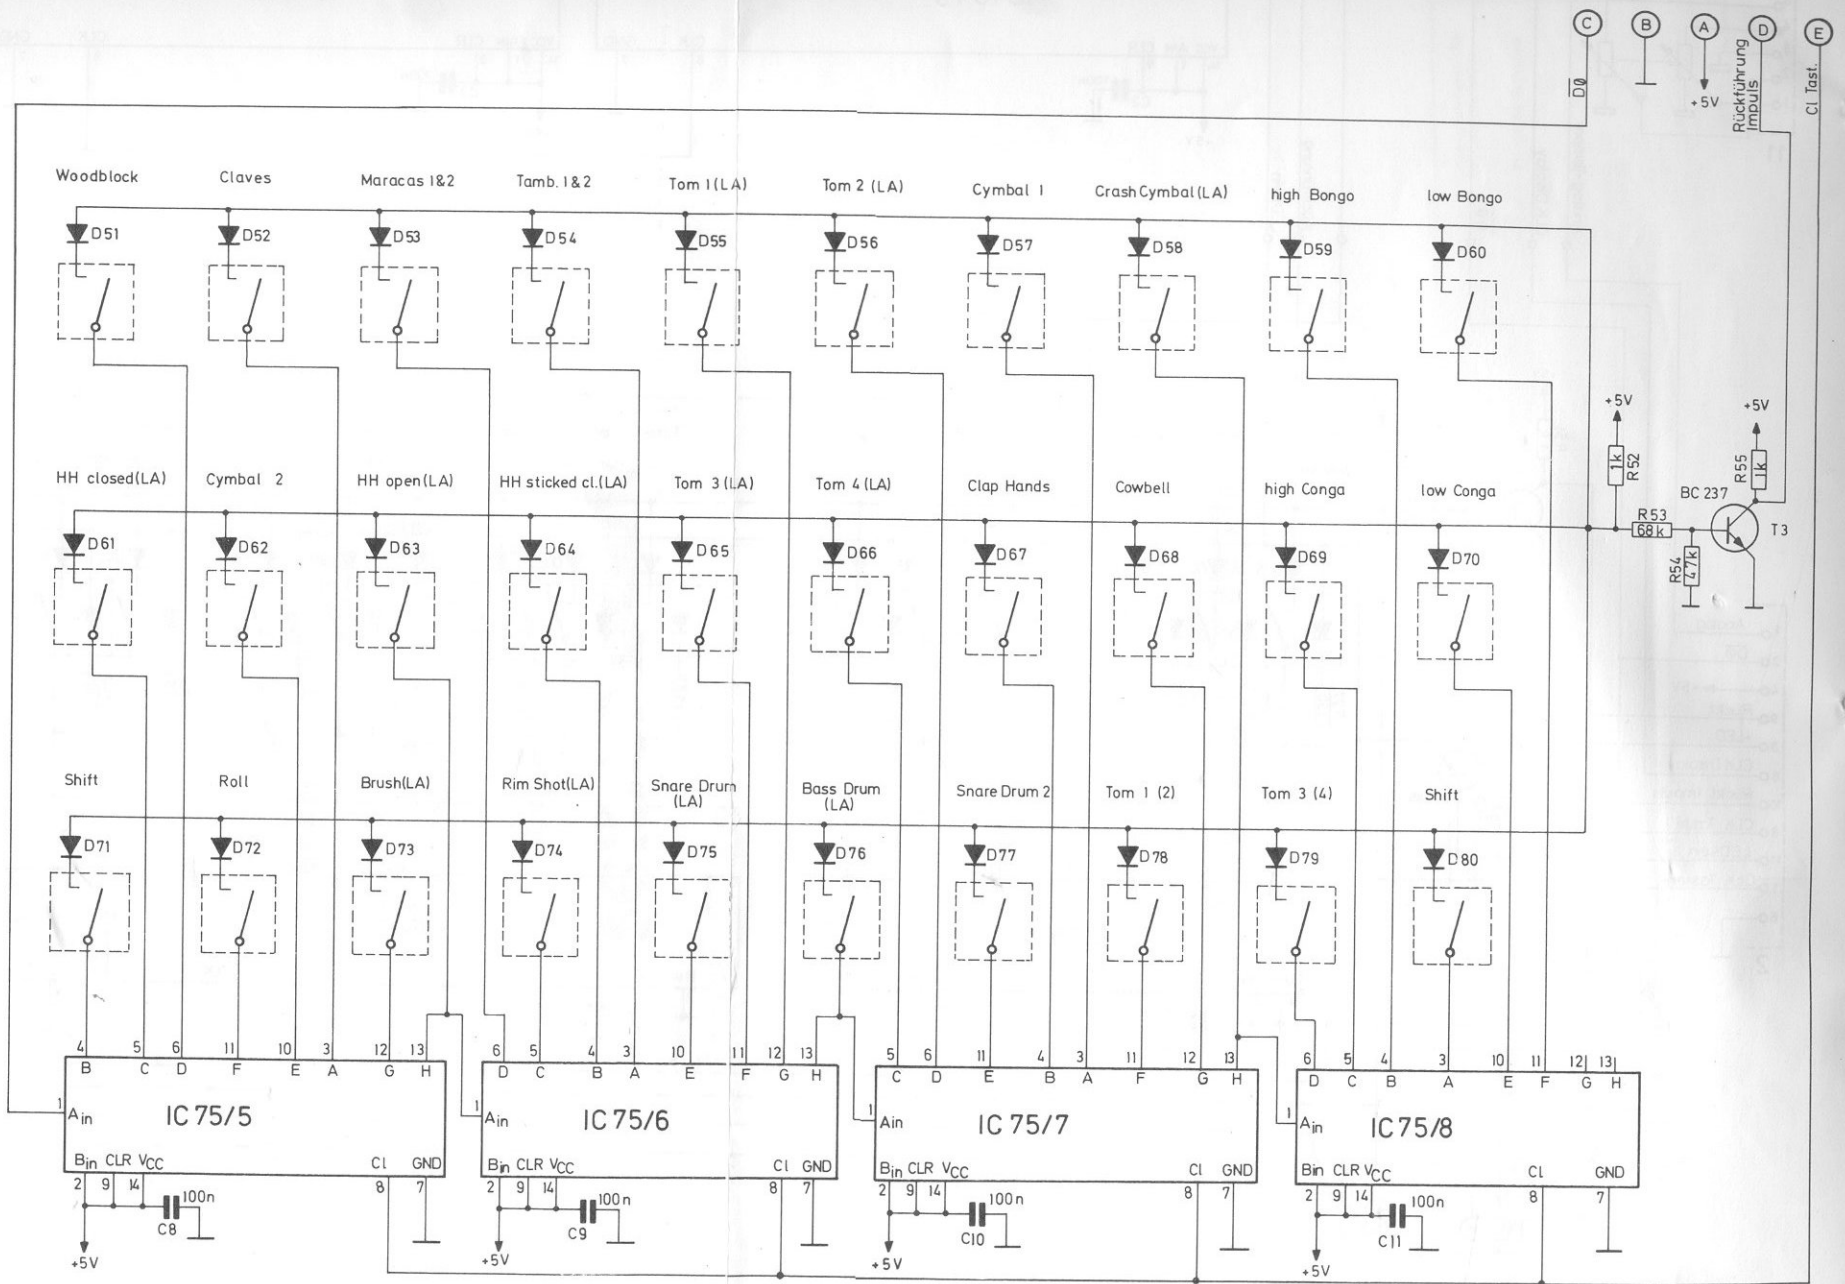 C B A D E
D0
+5V
Rückführung
Impuls
Cl Tast.
Woodblock Claves Maracas 1&2 Tamb. 1&2 Tom 1(LA) Tom 2 (LA) Cymbal 1 Crash Cymbal(LA) high Bongo low Bongo
D51 D52 D53 D54 D55 D56 D57 D58 D59 D60
+5V +5V
1k R52 R55 1k
HH closed(LA) Cymbal 2 HH open(LA) HH sticked cl.(LA) Tom 3 (LA) Tom 4 (LA) Clap Hands Cowbell high Conga low Conga
BC 237
R53
68k
T3
R54 47k
D61 D62 D63 D64 D65 D66 D67 D68 D69 D70
Shift Roll Brush(LA) Rim Shot(LA) Snare Drum (LA) Bass Drum (LA) Snare Drum 2 Tom 1 (2) Tom 3 (4) Shift
D71 D72 D73 D74 D75 D76 D77 D78 D79 D80
4 5 6 11 10 3 12 13
B C D F E A G H
1 Ain IC 75/5
Bin CLR VCC Cl GND
2 9 14 8 7
100n
C8
+5V
6 5 4 3 10 11 12 13
D C B A E F G H
1 Ain IC 75/6
Bin CLR VCC Cl GND
2 9 14 8 7
100n
C9
+5V
5 6 11 4 3 11 12 13
C D E B A F G H
1 Ain IC 75/7
Bin CLR VCC Cl GND
2 9 14 8 7
100n
C10
+5V
6 5 4 3 10 11 12 13
D C B A E F G H
1 Ain IC 75/8
Bin CLR VCC Cl GND
2 9 14 8 7
100n
C11
+5V